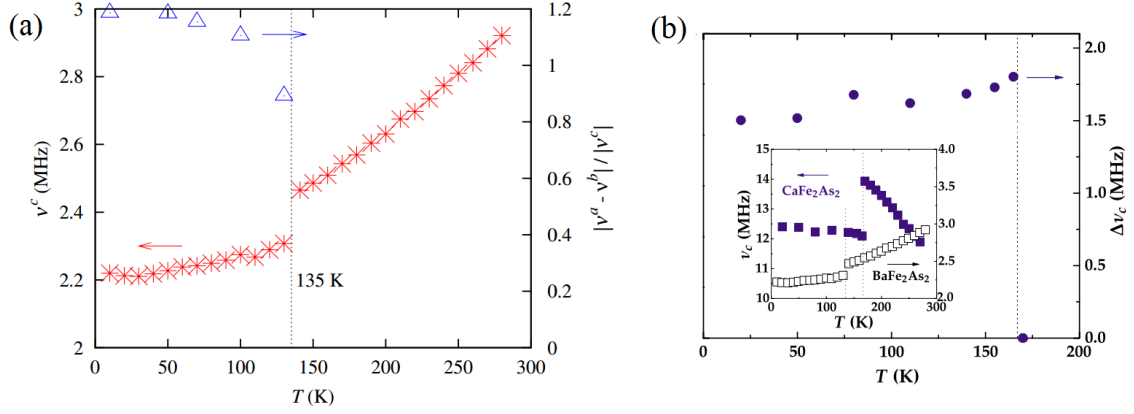 (a)
3
2.8
2.6
2.4
2.2
2
ν^c (MHz)
1.2
1
0.8
0.6
0.4
0.2
0
|ν^a - ν^b| / |ν^c|
135 K
0 50 100 150 200 250 300
T (K)
(b)
2.0
1.5
1.0
0.5
0.0
Δν_c (MHz)
0 50 100 150 200
T (K)
15
14
13
12
11
10
ν_c (MHz)
4.0
3.5
3.0
2.5
2.0
1.0
CaFe₂As₂
BaFe₂As₂
0 100 200 300
T (K)